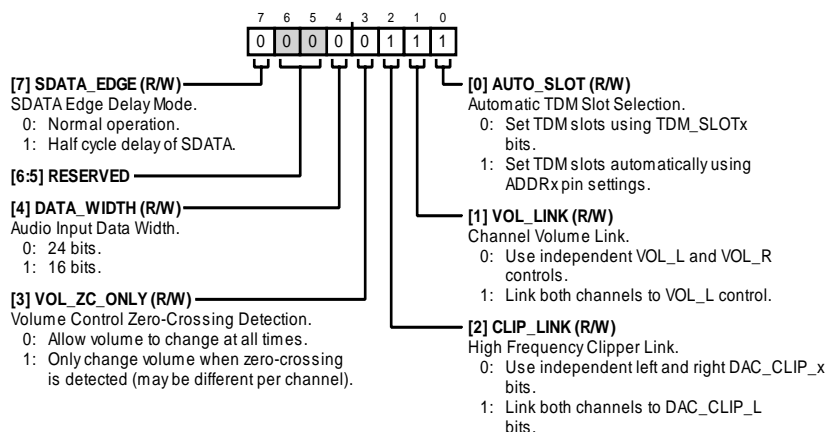 7 6 5 4 3 2 1 0
0 0 0 0 0 1 1 1
[7] SDATA_EDGE (R/W)
SDATA Edge Delay Mode.
0: Normal operation.
1: Half cycle delay of SDATA.
[6:5] RESERVED
[4] DATA_WIDTH (R/W)
Audio Input Data Width.
0: 24 bits.
1: 16 bits.
[3] VOL_ZC_ONLY (R/W)
Volume Control Zero-Crossing Detection.
0: Allow volume to change at all times.
1: Only change volume when zero-crossing
is detected (may be different per channel).
[0] AUTO_SLOT (R/W)
Automatic TDM Slot Selection.
0: Set TDM slots using TDM_SLOTx
bits.
1: Set TDM slots automatically using
ADDRx pin settings.
[1] VOL_LINK (R/W)
Channel Volume Link.
0: Use independent VOL_L and VOL_R
controls.
1: Link both channels to VOL_L control.
[2] CLIP_LINK (R/W)
High Frequency Clipper Link.
0: Use independent left and right DAC_CLIP_x
bits.
1: Link both channels to DAC_CLIP_L
bits.